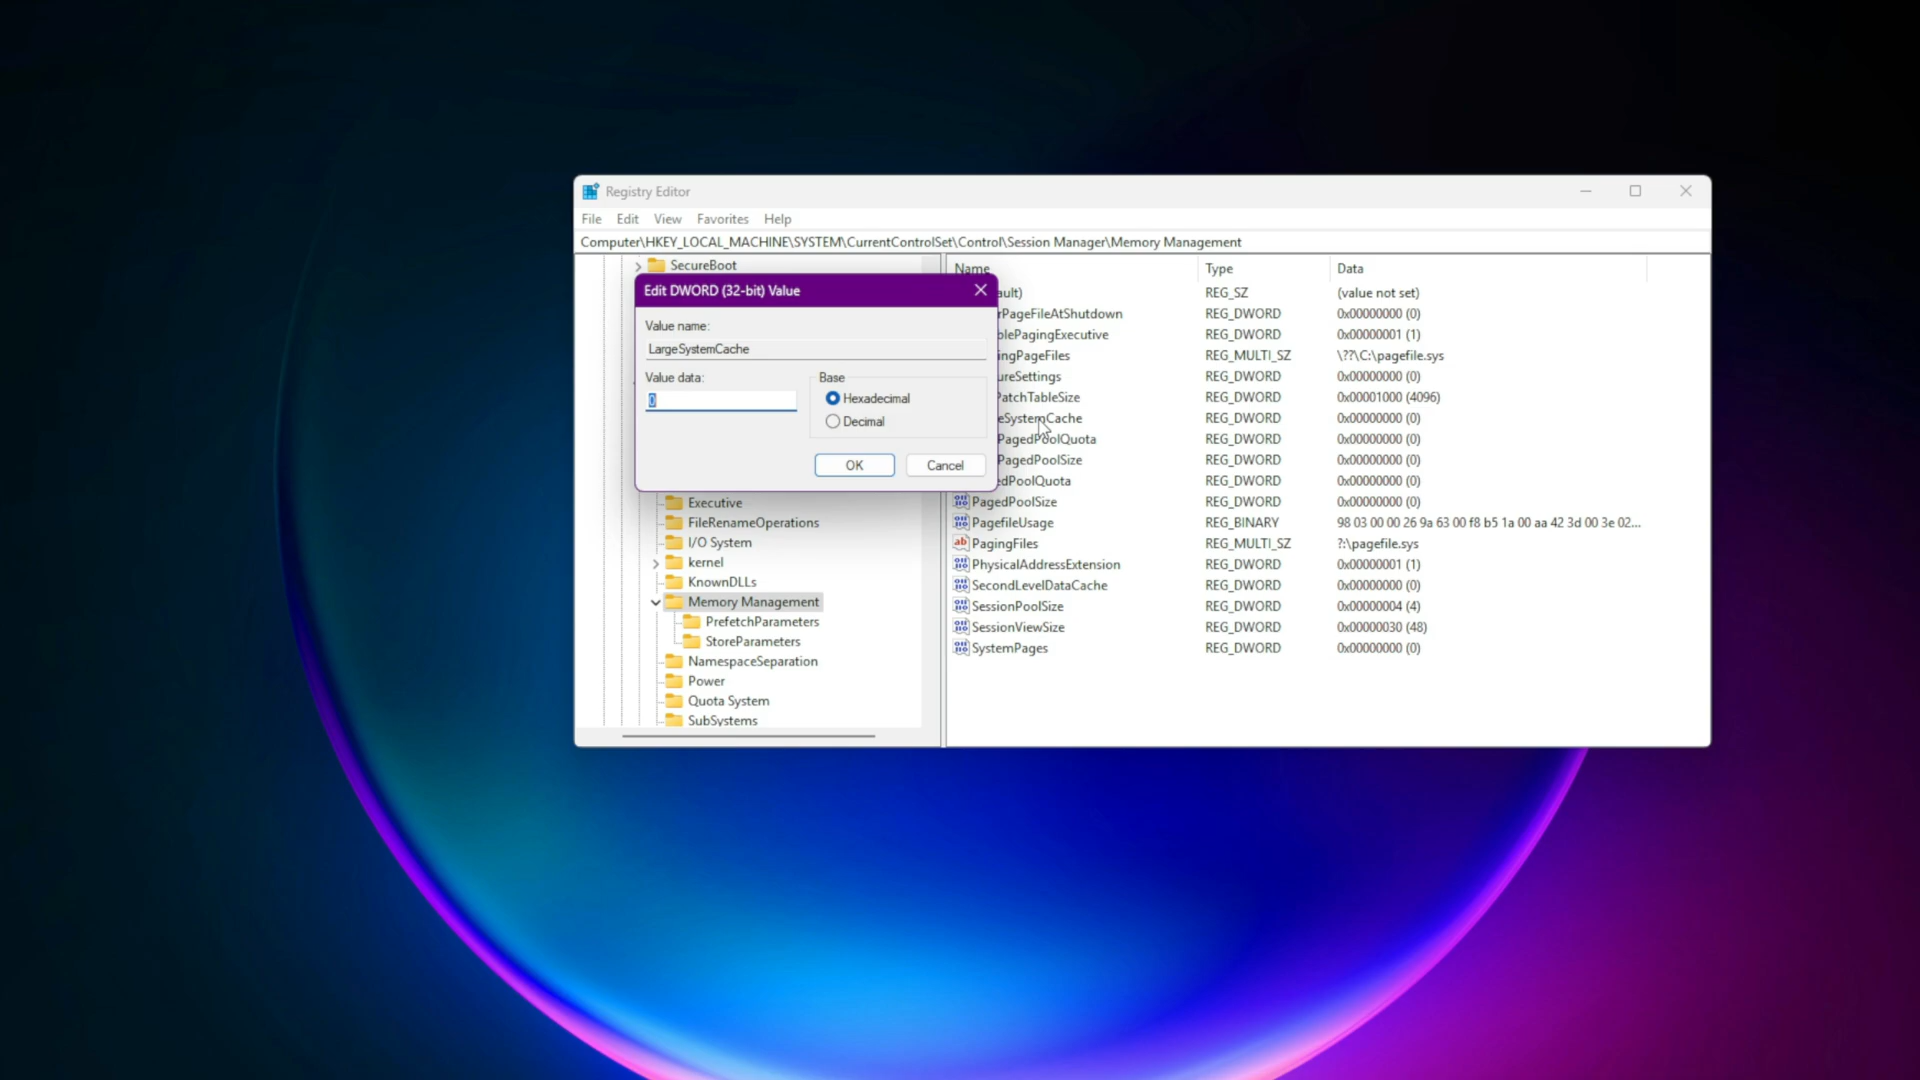 Registry Editor
File Edit View Favorites Help
Computer\HKEY_LOCAL_MACHINE\SYSTEM\CurrentControlSet\Control\Session Manager\Memory Management
SecureBoot
Edit DWORD (32-bit) Value
Value name:
LargeSystemCache
Value data:
0
Base
Hexadecimal
Decimal
OK Cancel
Executive
FileRenameOperations
I/O System
kernel
KnownDLLs
Memory Management
PrefetchParameters
StoreParameters
NamespaceSeparation
Power
Quota System
SubSystems
Name Type Data
ault) REG_SZ (value not set)
rPageFileAtShutdown REG_DWORD 0x00000000 (0)
blePagingExecutive REG_DWORD 0x00000001 (1)
ingPageFiles REG_MULTI_SZ \??\C:\pagefile.sys
ureSettings REG_DWORD 0x00000000 (0)
PatchTableSize REG_DWORD 0x00001000 (4096)
eSystemCache REG_DWORD 0x00000000 (0)
PagedPoolQuota REG_DWORD 0x00000000 (0)
PagedPoolSize REG_DWORD 0x00000000 (0)
edPoolQuota REG_DWORD 0x00000000 (0)
PagedPoolSize REG_DWORD 0x00000000 (0)
PagefileUsage REG_BINARY 98 03 00 00 26 9a 63 00 f8 b5 1a 00 aa 42 3d 00 3e 02...
PagingFiles REG_MULTI_SZ ?:\pagefile.sys
PhysicalAddressExtension REG_DWORD 0x00000001 (1)
SecondLevelDataCache REG_DWORD 0x00000000 (0)
SessionPoolSize REG_DWORD 0x00000004 (4)
SessionViewSize REG_DWORD 0x00000030 (48)
SystemPages REG_DWORD 0x00000000 (0)